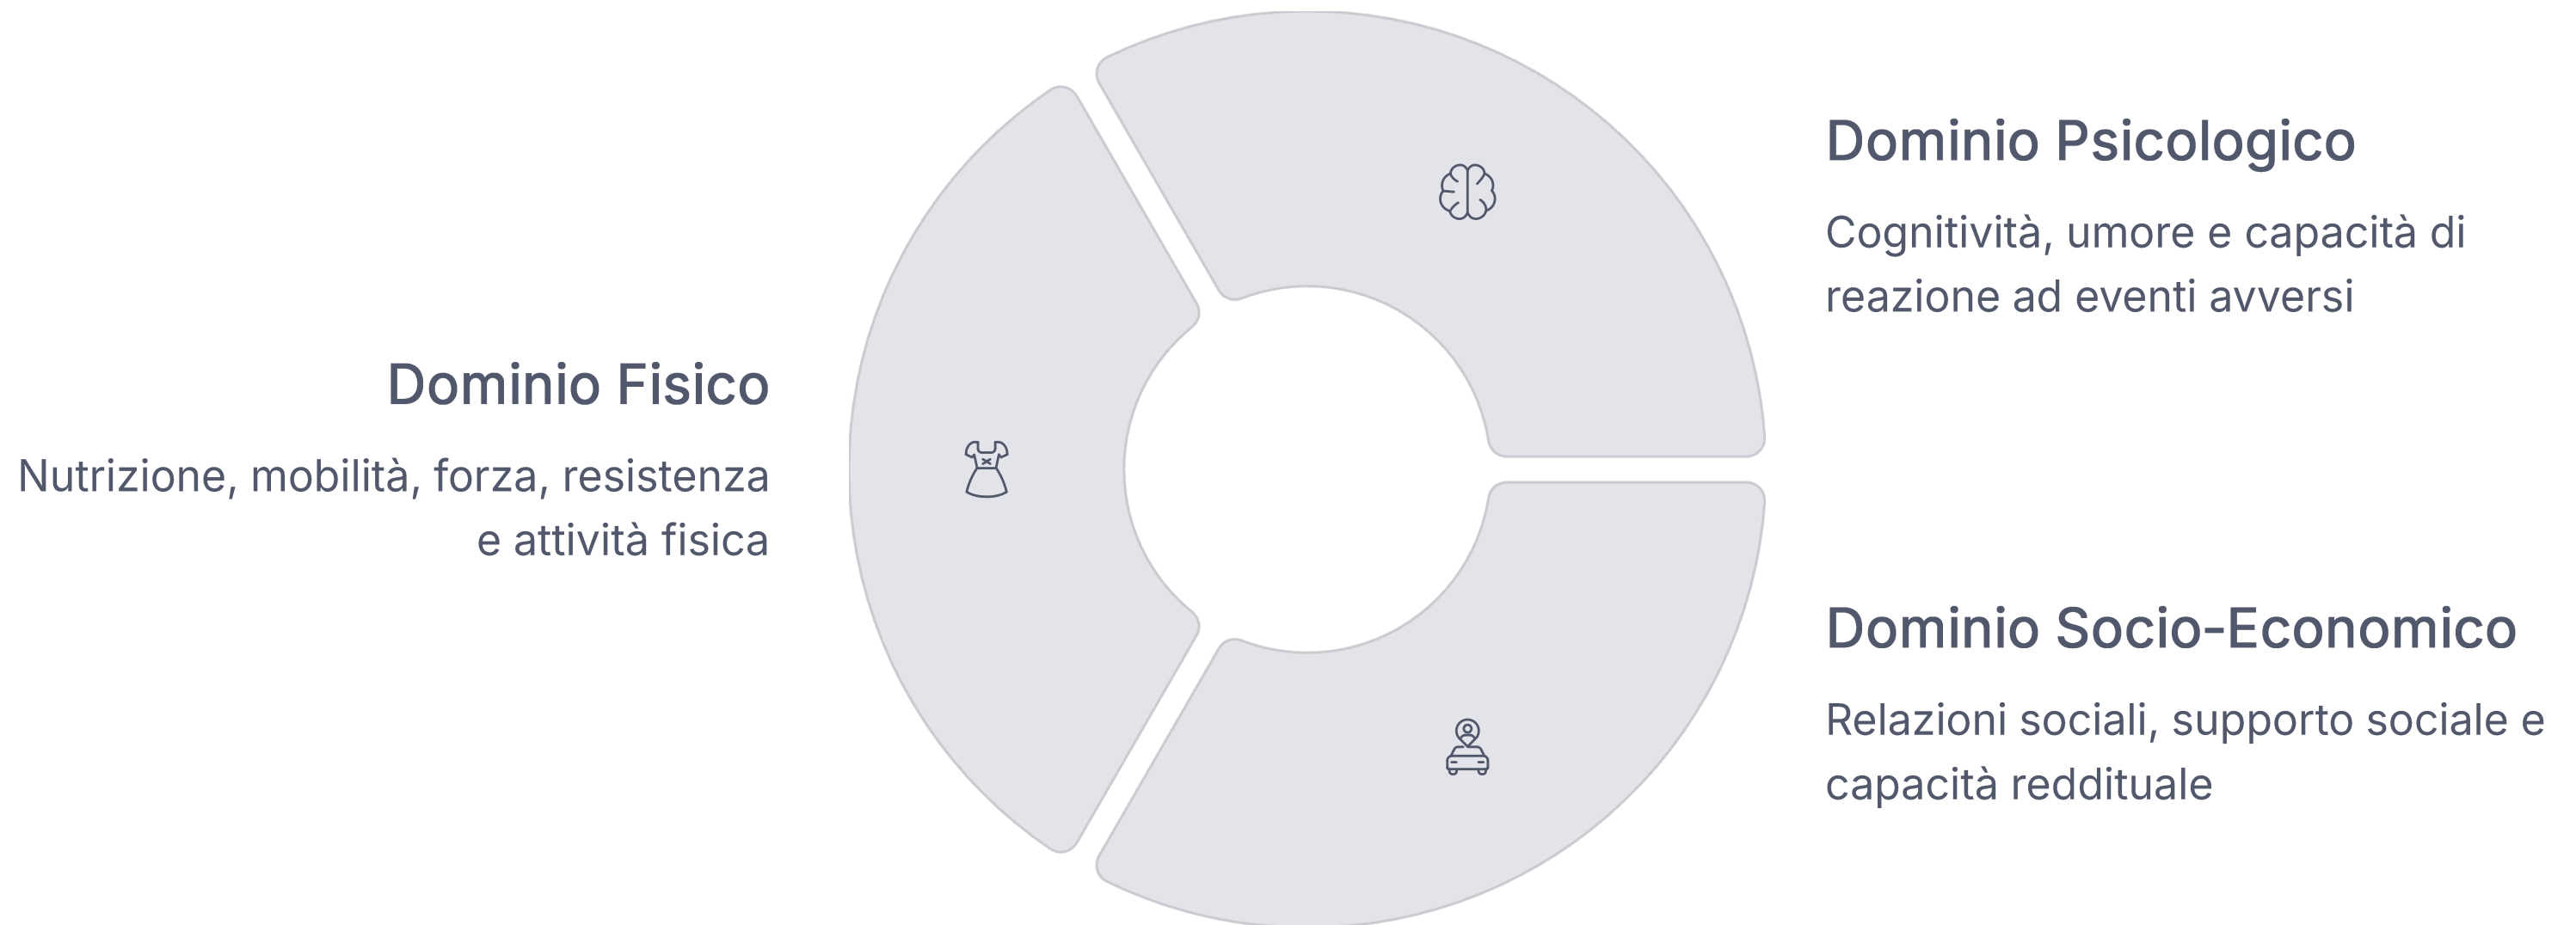 Dominio Psicologico
Cognitività, umore e capacità di
reazione ad eventi avversi
Dominio Fisico
Nutrizione, mobilità, forza, resistenza
e attività fisica
Dominio Socio-Economico
Relazioni sociali, supporto sociale e
capacità reddituale